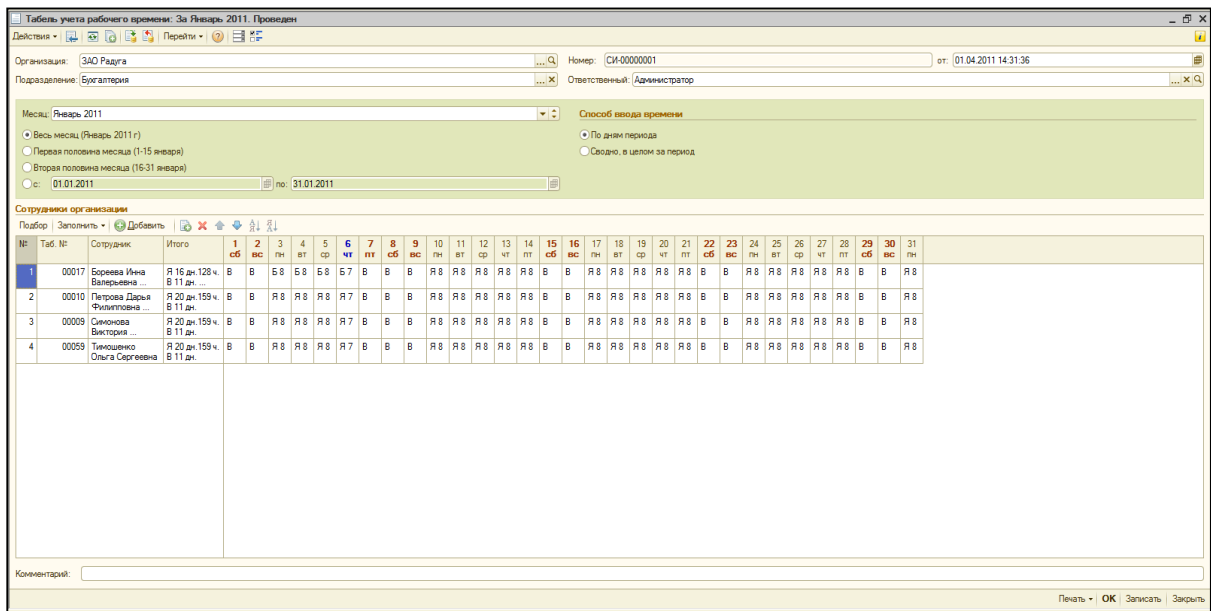 Табель учета рабочего времени: За Январь 2011. Проведен
Действия Перейти
Организация: ЗАО Радуга Номер: СИ-00000001 от: 01.04.2011 14:31:36
Подразделение: Бухгалтерия Ответственный: Администратор
Месяц: Январь 2011 Способ ввода времени
Весь месяц (Январь 2011 г) По дням периода
Первая половина месяца (1-15 января) Сводно, в целом за период
Вторая половина месяца (16-31 января)
с: 01.01.2011 по: 31.01.2011
Сотрудники организации
Подбор Заполнить Добавить
№ Таб. № Сотрудник Итого 1 2 3 4 5 6 7 8 9 10 11 12 13 14 15 16 17 18 19 20 21 22 23 24 25 26 27 28 29 30 31
сб вс пн вт ср чт пт сб вс пн вт ср чт пт сб вс пн вт ср чт пт сб вс пн вт ср чт пт сб вс пн
1 00017 Бореева Инна Я 16 дн.128 ч. В В Б 8 Б 8 Б 8 Б 7 В В В Я 8 Я 8 Я 8 Я 8 Я 8 В В Я 8 Я 8 Я 8 Я 8 Я 8 В В Я 8 Я 8 Я 8 Я 8 Я 8 В В Я 8
Валерьевна ... В 11 дн. ...
2 00010 Петрова Дарья Я 20 дн.159 ч. В В Я 8 Я 8 Я 8 Я 7 В В В Я 8 Я 8 Я 8 Я 8 Я 8 В В Я 8 Я 8 Я 8 Я 8 Я 8 В В Я 8 Я 8 Я 8 Я 8 Я 8 В В Я 8
Филипповна ... В 11 дн.
3 00009 Симонова Я 20 дн.159 ч. В В Я 8 Я 8 Я 8 Я 7 В В В Я 8 Я 8 Я 8 Я 8 Я 8 В В Я 8 Я 8 Я 8 Я 8 Я 8 В В Я 8 Я 8 Я 8 Я 8 Я 8 В В Я 8
Виктория ... В 11 дн.
4 00059 Тимошенко Я 20 дн.159 ч. В В Я 8 Я 8 Я 8 Я 7 В В В Я 8 Я 8 Я 8 Я 8 Я 8 В В Я 8 Я 8 Я 8 Я 8 Я 8 В В Я 8 Я 8 Я 8 Я 8 Я 8 В В Я 8
Ольга Сергеевна В 11 дн.
Комментарий:
Печать OK Записать Закрыть